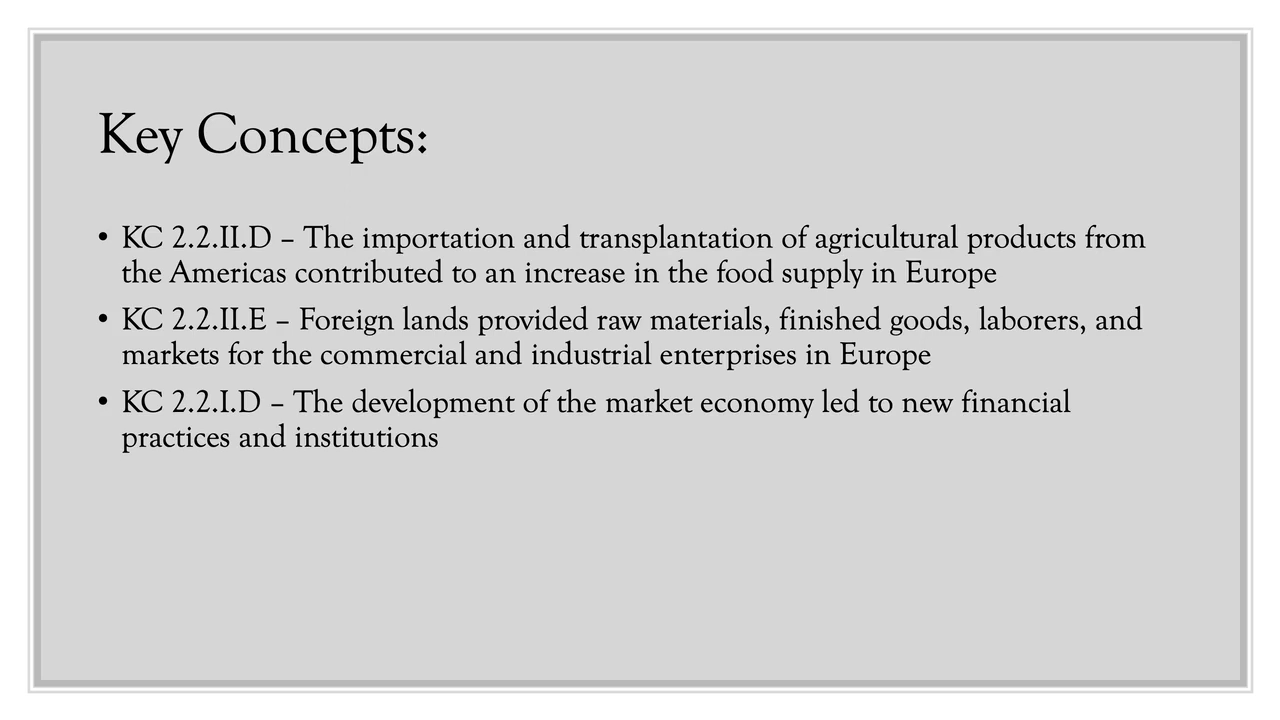 Key Concepts:
• KC 2.2.II.D – The importation and transplantation of agricultural products from
the Americas contributed to an increase in the food supply in Europe
• KC 2.2.II.E – Foreign lands provided raw materials, finished goods, laborers, and
markets for the commercial and industrial enterprises in Europe
• KC 2.2.I.D – The development of the market economy led to new financial
practices and institutions